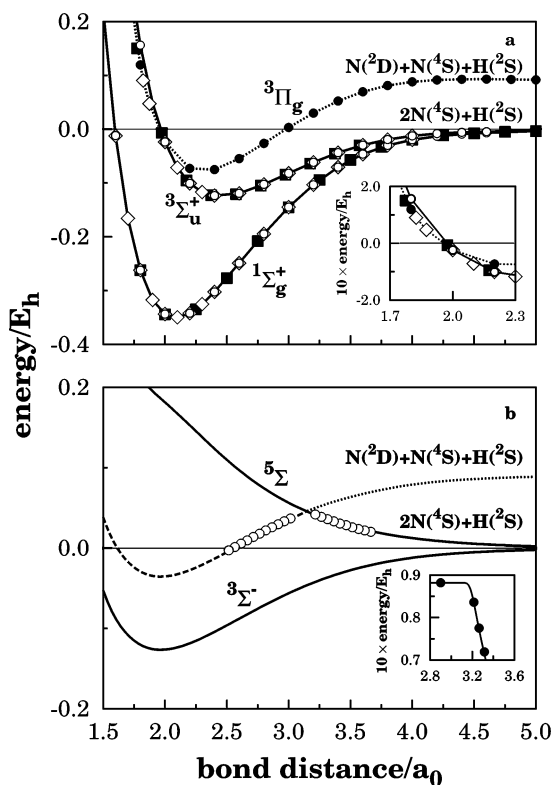 0.2
0.0
-0.2
-0.4
a
N(²D)+N(⁴S)+H(²S)
³Πg
2N(⁴S)+H(²S)
³Σu⁺
¹Σg⁺
10 × energy/Eh
2.0
0.0
-2.0
1.7 2.0 2.3
energy/Eh
0.2
0.0
-0.2
b
N(²D)+N(⁴S)+H(²S)
⁵Σ
2N(⁴S)+H(²S)
³Σ⁻
10 × energy/Eh
0.9
0.8
0.7
2.8 3.2 3.6
1.5 2.0 2.5 3.0 3.5 4.0 4.5 5.0
bond distance/a₀